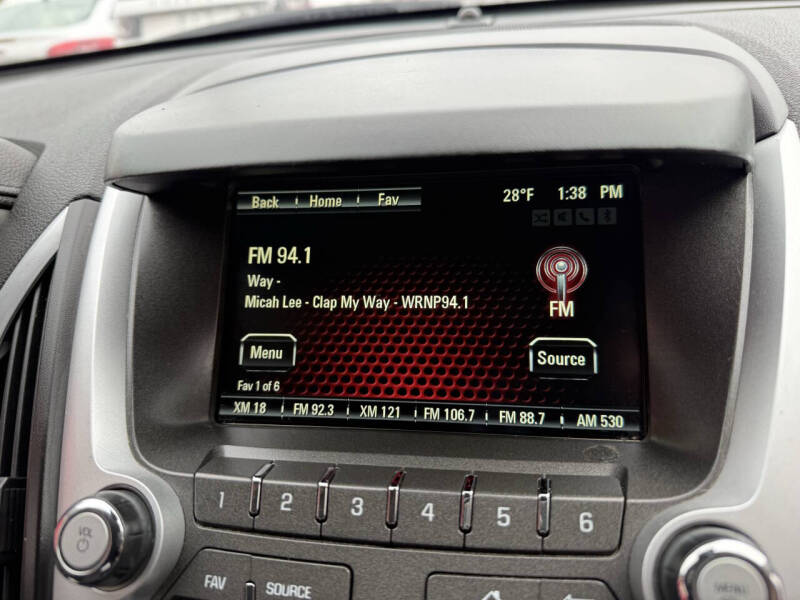 Back Home Fav 28°F 1:38 PM
FM 94.1
Way -
Micah Lee - Clap My Way - WRNP94.1
FM
Menu Source
Fav 1 of 6
XM 18 FM 92.3 XM 121 FM 106.7 FM 88.7 AM 530
1 2 3 4 5 6
VOL
FAV SOURCE
MENU